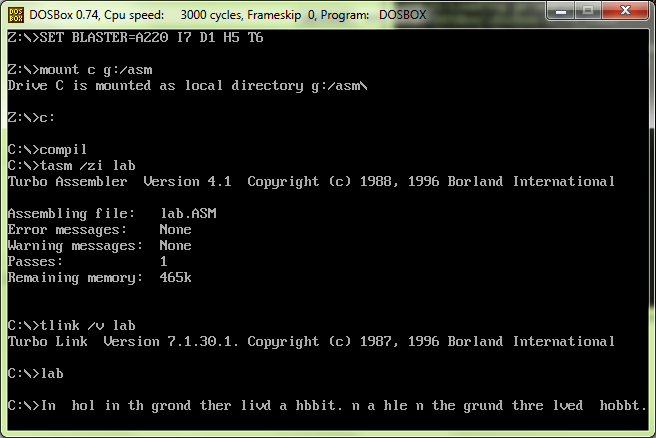 DOSBox 0.74, Cpu speed:    3000 cycles, Frameskip  0, Program:   DOSBOX
Z:\>SET BLASTER=A220 I7 D1 H5 T6
Z:\>mount c g:/asm
Drive C is mounted as local directory g:/asm\
Z:\>c:
C:\>compil
C:\>tasm /zi lab
Turbo Assembler  Version 4.1  Copyright (c) 1988, 1996 Borland International
Assembling file:   lab.ASM
Error messages:    None
Warning messages:  None
Passes:            1
Remaining memory:  465k
C:\>tlink /v lab
Turbo Link  Version 7.1.30.1. Copyright (c) 1987, 1996 Borland International
C:\>lab
C:\>In  hol in th grond ther livd a hbbit. n a hle n the grund thre lved  hobbt.